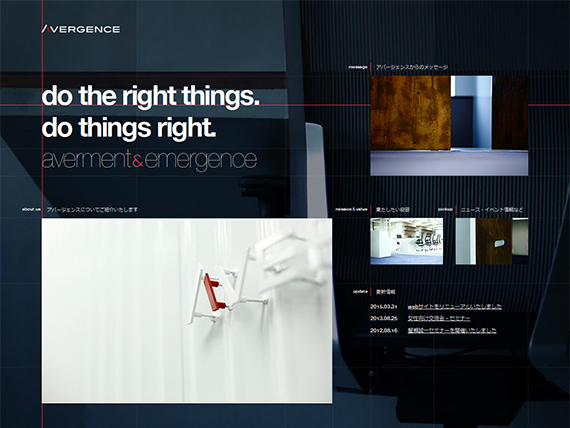 AVERGENCE
message アバージェンスからのメッセージ
do the right things.
do things right.
averment&emergence
about us アバージェンスについてご紹介いたします
mission & value 果たしたい役割
pickup ニュース・イベント情報など
update 更新情報
2015.03.31 webサイトをリニューアルいたしました
2013.08.25 女性向け交流会・セミナー
2012.08.16 セミナーを開催いたしました